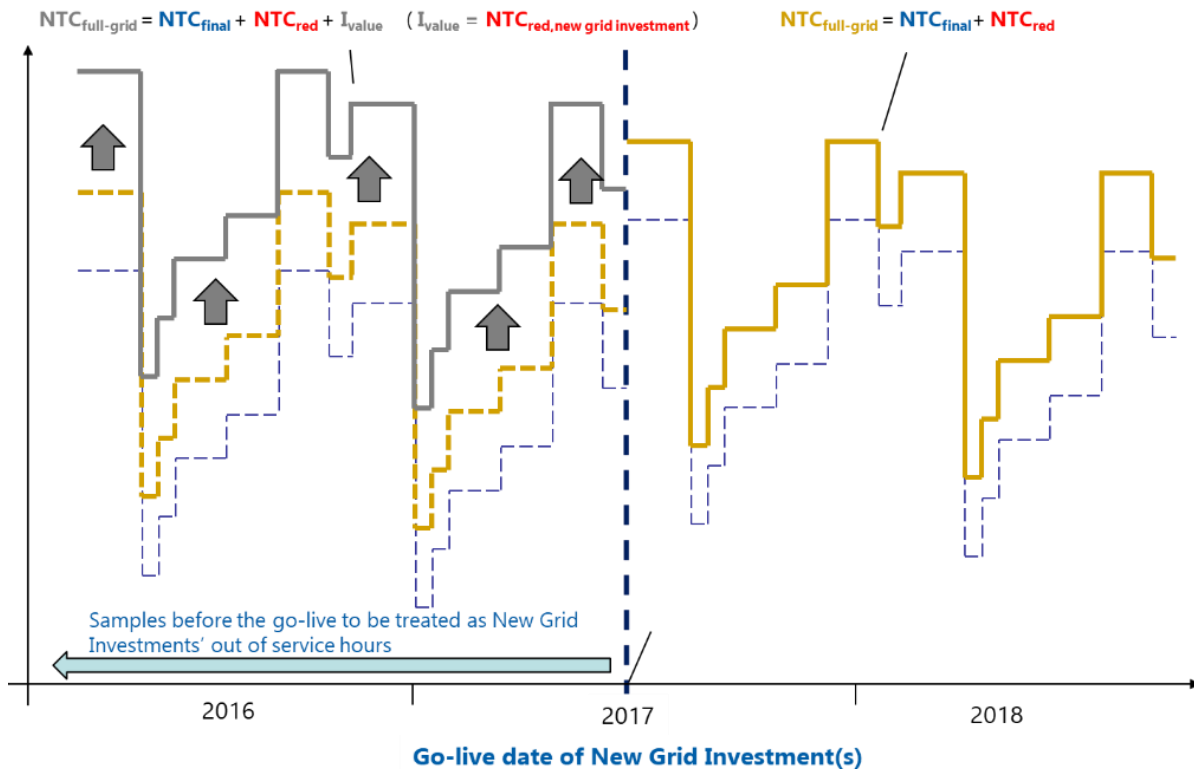 NTCfull-grid = NTCfinal + NTCred + Ivalue ( Ivalue = NTCred,new grid investment)
NTCfull-grid = NTCfinal + NTCred
Samples before the go-live to be treated as New Grid
Investments' out of service hours
2016
2017
2018
Go-live date of New Grid Investment(s)